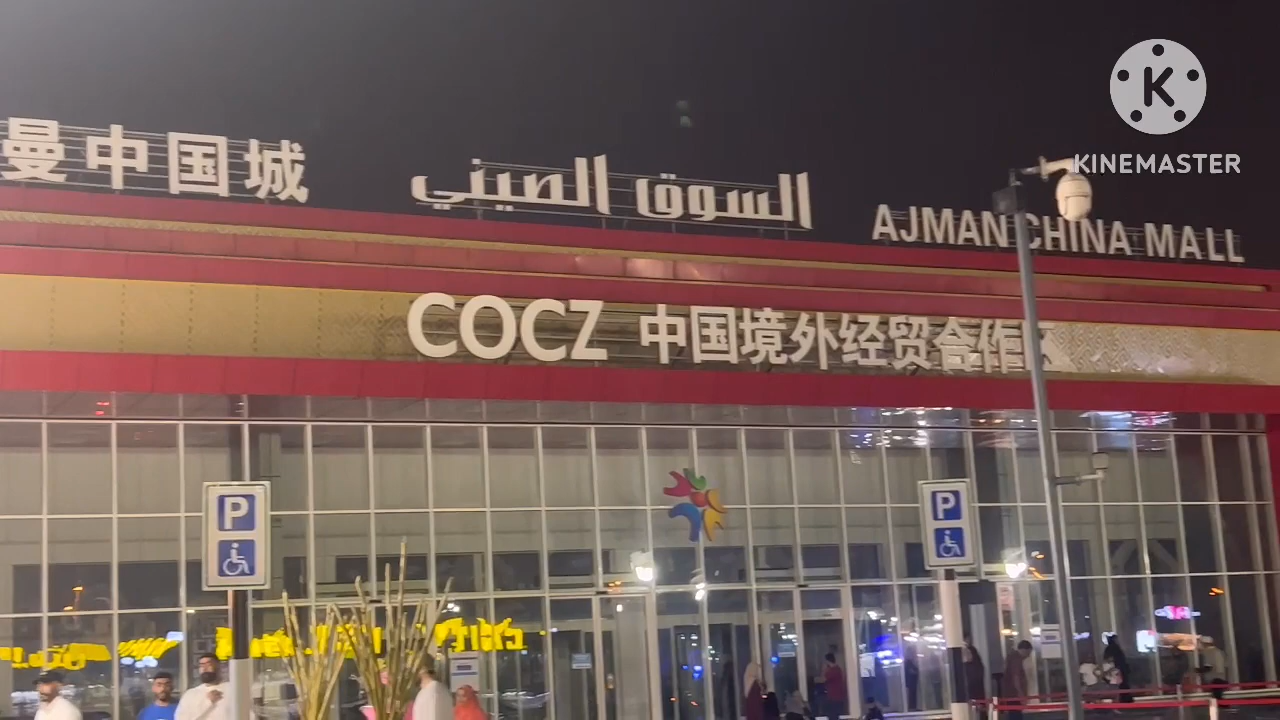 曼中国城
السوق الصيني
AJMAN CHINA MALL
COCZ 中国境外经贸合作区
P
P
K
KINEMASTER